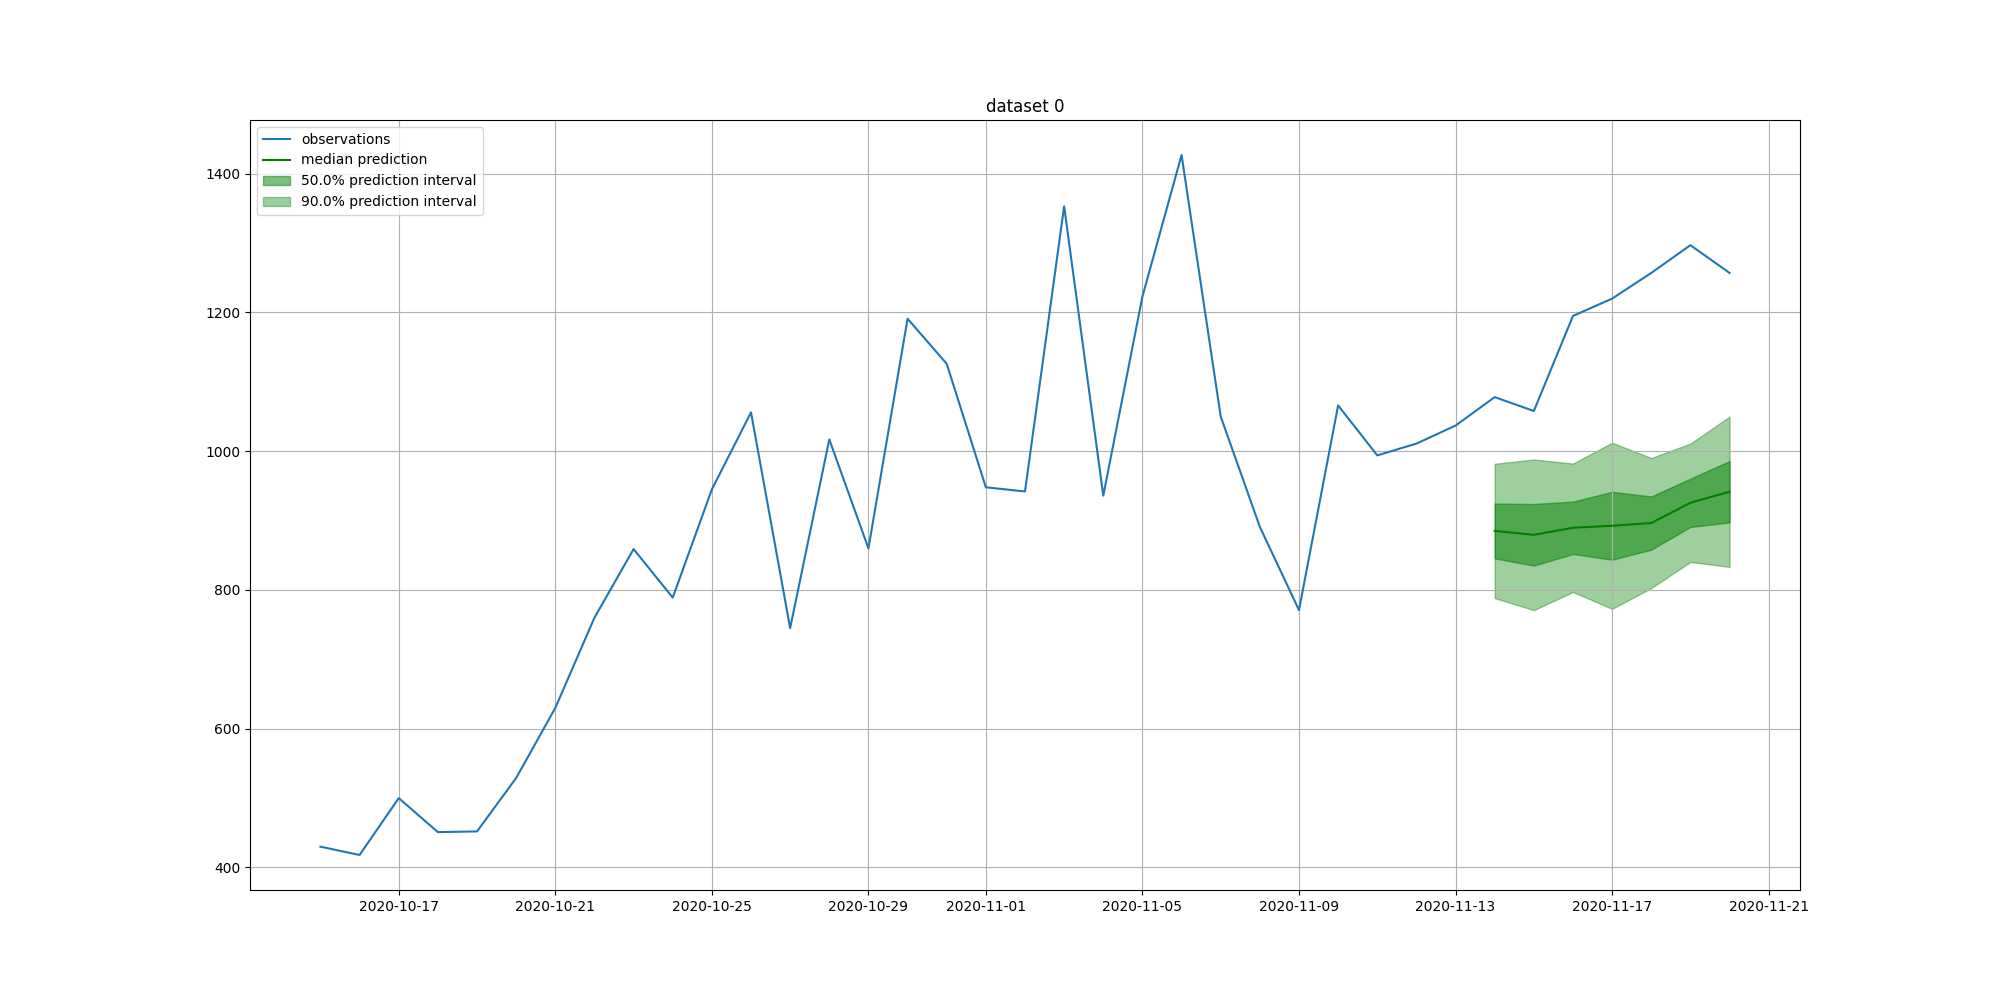 dataset 0
observations
median prediction
50.0% prediction interval
90.0% prediction interval
1400
1200
1000
800
600
400
2020-10-17 2020-10-21 2020-10-25 2020-10-29 2020-11-01 2020-11-05 2020-11-09 2020-11-13 2020-11-17 2020-11-21